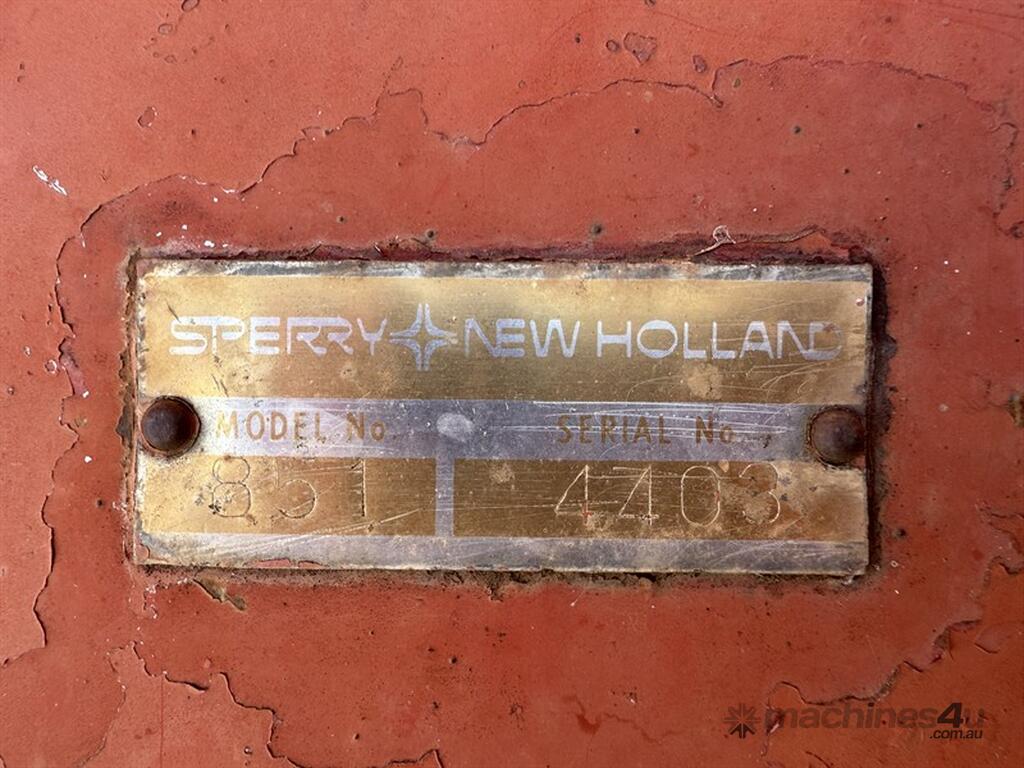 SPERRY NEW HOLLAND
MODEL No. SERIAL No.
851 4403
machines4u
.com.au